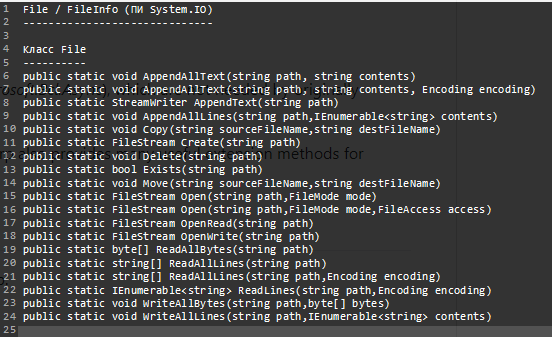 1 File / FileInfo (ПИ System.IO)
2 ----------------------------
3
4 Класс File
5 ----------
6 public static void AppendAllText(string path, string contents)
7 public static void AppendAllText(string path, string contents, Encoding encoding)
8 public static StreamWriter AppendText(string path)
9 public static void AppendAllLines(string path,IEnumerable<string> contents)
10 public static void Copy(string sourceFileName,string destFileName)
11 public static FileStream Create(string path)
12 public static void Delete(string path)
13 public static bool Exists(string path)
14 public static void Move(string sourceFileName,string destFileName)
15 public static FileStream Open(string path,FileMode mode)
16 public static FileStream Open(string path,FileMode mode,FileAccess access)
17 public static FileStream OpenRead(string path)
18 public static FileStream OpenWrite(string path)
19 public static byte[] ReadAllBytes(string path)
20 public static string[] ReadAllLines(string path)
21 public static string[] ReadAllLines(string path,Encoding encoding)
22 public static IEnumerable<string> ReadLines(string path,Encoding encoding)
23 public static void WriteAllBytes(string path,byte[] bytes)
24 public static void WriteAllLines(string path,IEnumerable<string> contents)
25